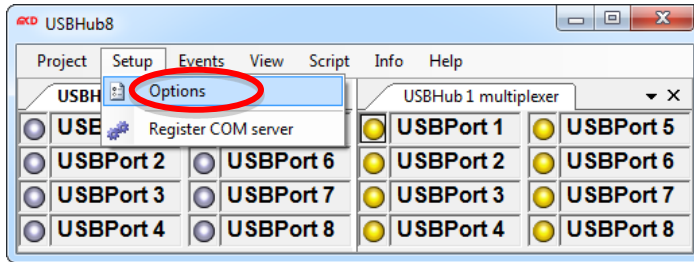 USBHub8
Project Setup Events View Script Info Help
USBH
USBHub 1 multiplexer
Options
Register COM server
USB
USBPort 2 USBPort 6
USBPort 3 USBPort 7
USBPort 4 USBPort 8
USBPort 1 USBPort 5
USBPort 2 USBPort 6
USBPort 3 USBPort 7
USBPort 4 USBPort 8